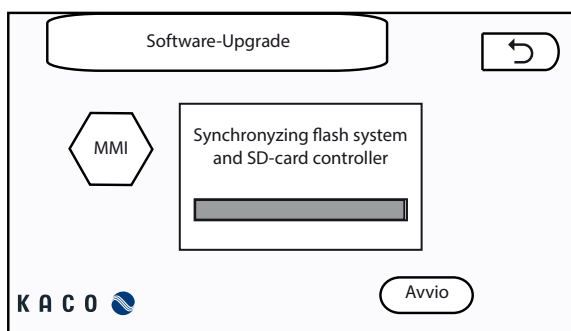 Software-Upgrade
MMI
Synchronyzing flash system
and SD-card controller
KACO
Avvio